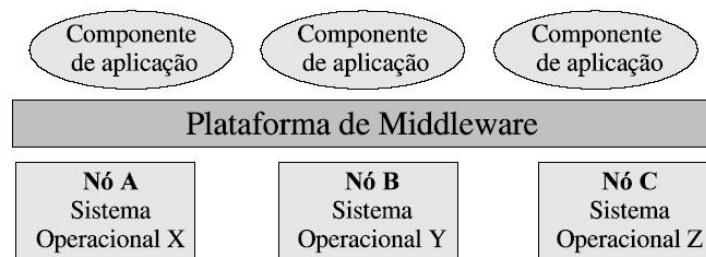 Componente
de aplicação
Componente
de aplicação
Componente
de aplicação
Plataforma de Middleware
Nó A
Sistema
Operacional X
Nó B
Sistema
Operacional Y
Nó C
Sistema
Operacional Z